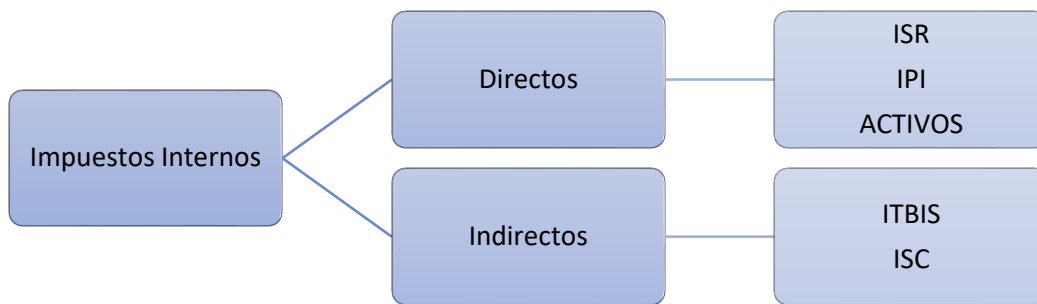 Impuestos Internos
Directos
ISR
IPI
ACTIVOS
Indirectos
ITBIS
ISC